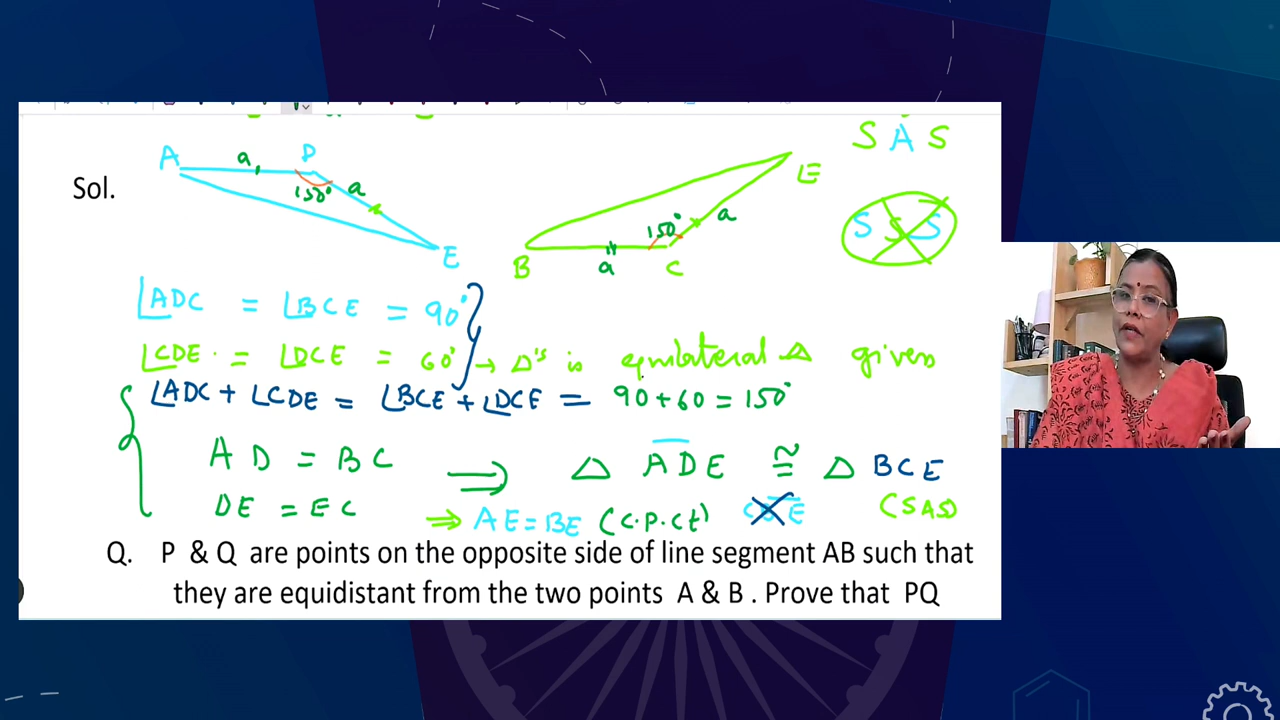 S A S
Sol.
A a D
150° a
E
E
150° a
B a C
S S S
∠ADC = ∠BCE = 90°
∠CDE = ∠DCE = 60° → Δ's is equilateral Δ given
∠ADC + ∠CDE = ∠BCE + ∠DCE = 90 + 60 = 150°
AD = BC ⟹ Δ ADE ≅ Δ BCE
DE = EC ⟹ AE = BE (C.P.Ct) (SAS)
Q. P & Q are points on the opposite side of line segment AB such that
they are equidistant from the two points A & B . Prove that PQ